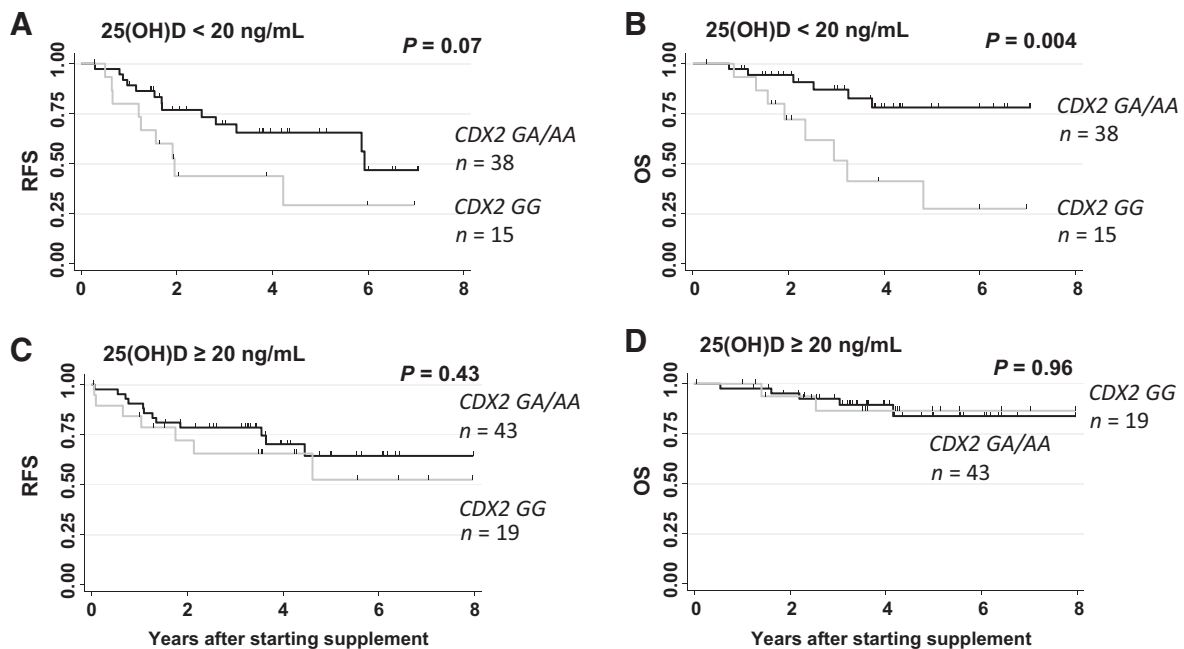 A
25(OH)D < 20 ng/mL
P = 0.07
1.00
0.75
0.50
0.25
0.00
RFS
CDX2 GA/AA
n = 38
CDX2 GG
n = 15
0 2 4 6 8
B
25(OH)D < 20 ng/mL
P = 0.004
1.00
0.75
0.50
0.25
0.00
OS
CDX2 GA/AA
n = 38
CDX2 GG
n = 15
0 2 4 6 8
C
25(OH)D ≥ 20 ng/mL
P = 0.43
1.00
0.75
0.50
0.25
0.00
RFS
CDX2 GA/AA
n = 43
CDX2 GG
n = 19
0 2 4 6 8
Years after starting supplement
D
25(OH)D ≥ 20 ng/mL
P = 0.96
1.00
0.75
0.50
0.25
0.00
OS
CDX2 GG
n = 19
CDX2 GA/AA
n = 43
0 2 4 6 8
Years after starting supplement